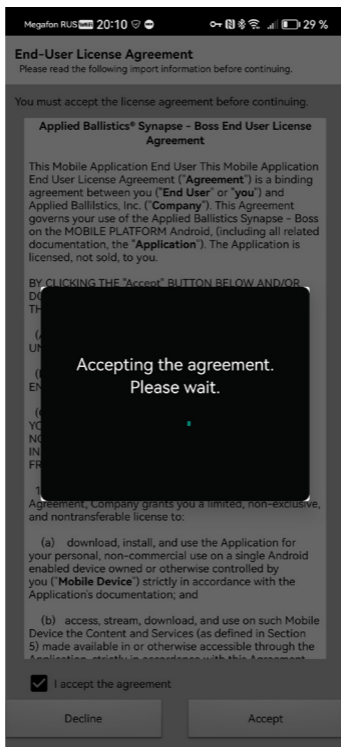 Megafon RUS 20:10 29 %
End-User License Agreement
Please read the following import information before continuing.
You must accept the license agreement before continuing.
Applied Ballistics® Synapse - Boss End User License
Agreement
This Mobile Application End User This Mobile Application
End User License Agreement ("Agreement") is a binding
agreement between you ("End User" or "you") and
Applied Ballilstics, Inc. ("Company"). This Agreement
governs your use of the Applied Ballistics Synapse - Boss
on the MOBILE PLATFORM Android, (including all related
documentation, the "Application"). The Application is
licensed, not sold, to you.
BY CLICKING THE "Accept" BUTTON BELOW AND/OR
Accepting the agreement.
Please wait.
Agreement, Company grants you a limited, non-exclusive,
and nontransferable license to:
(a) download, install, and use the Application for
your personal, non-commercial use on a single Android
enabled device owned or otherwise controlled by
you ("Mobile Device") strictly in accordance with the
Application's documentation; and
(b) access, stream, download, and use on such Mobile
Device the Content and Services (as defined in Section
5) made available in or otherwise accessible through the
Application, strictly in accordance with this Agreement
I accept the agreement
Decline Accept